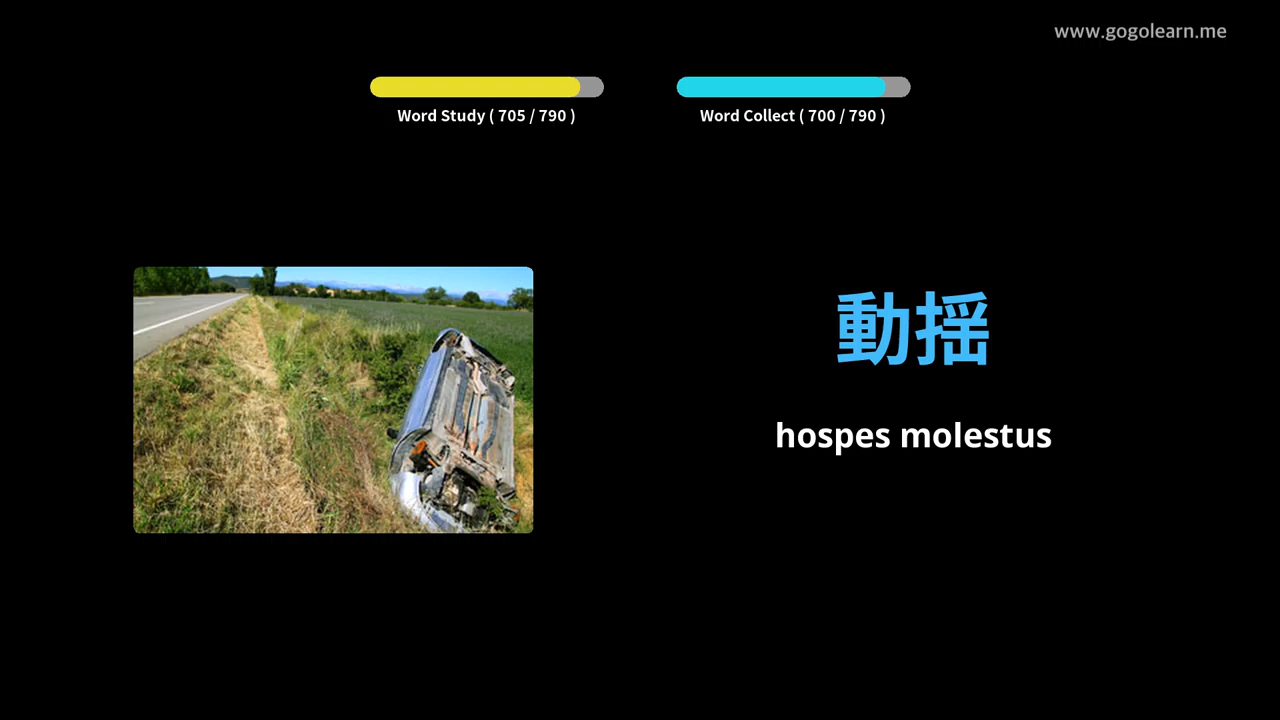 www.gogolearn.me
Word Study ( 705 / 790 )
Word Collect ( 700 / 790 )
動揺
hospes molestus